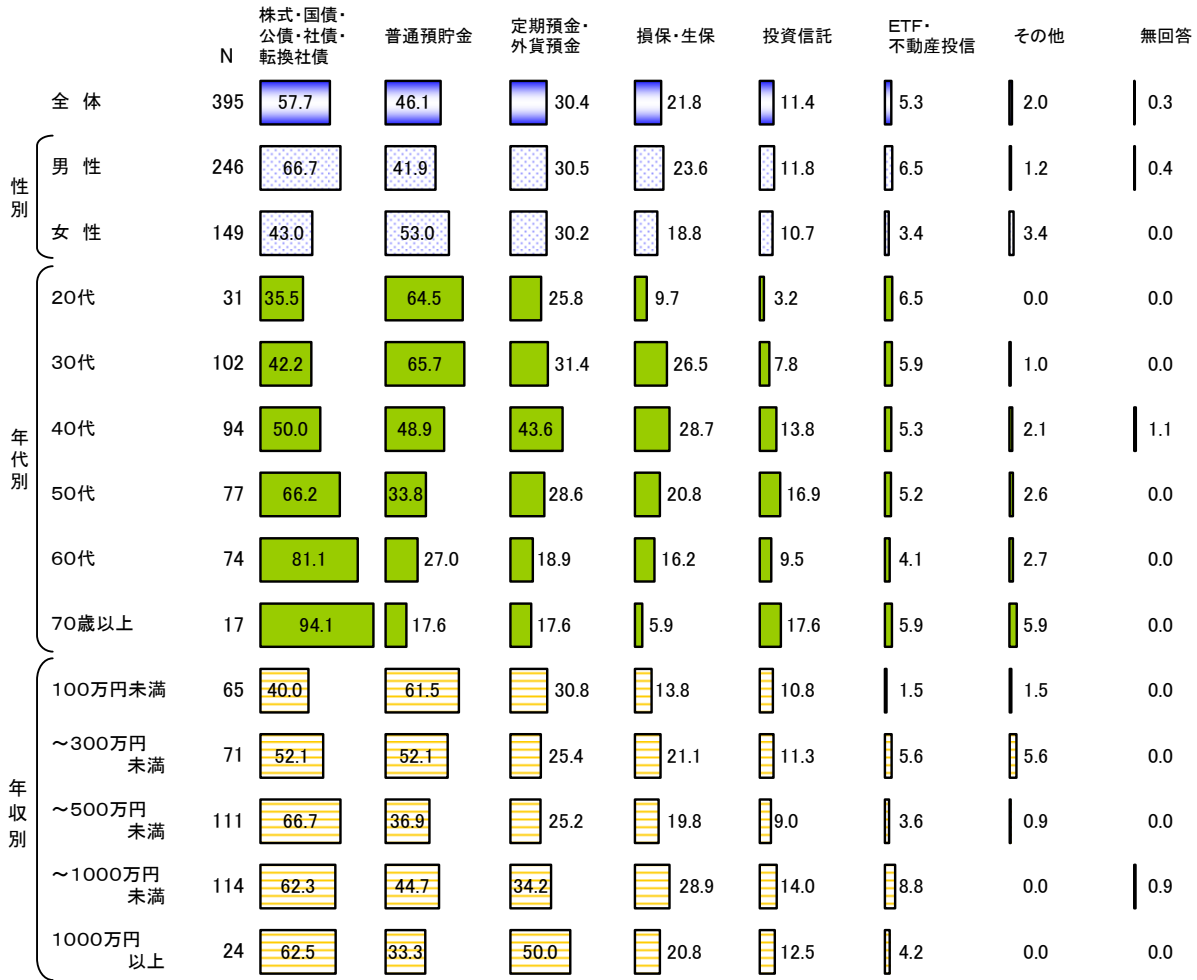 N 株式・国債・公債・社債・転換社債 普通預貯金 定期預金・外貨預金 損保・生保 投資信託 ETF・不動産投信 その他 無回答
全 体 395 57.7 46.1 30.4 21.8 11.4 5.3 2.0 0.3
性別
男 性 246 66.7 41.9 30.5 23.6 11.8 6.5 1.2 0.4
女 性 149 43.0 53.0 30.2 18.8 10.7 3.4 3.4 0.0
年代別
20代 31 35.5 64.5 25.8 9.7 3.2 6.5 0.0 0.0
30代 102 42.2 65.7 31.4 26.5 7.8 5.9 1.0 0.0
40代 94 50.0 48.9 43.6 28.7 13.8 5.3 2.1 1.1
50代 77 66.2 33.8 28.6 20.8 16.9 5.2 2.6 0.0
60代 74 81.1 27.0 18.9 16.2 9.5 4.1 2.7 0.0
70歳以上 17 94.1 17.6 17.6 5.9 17.6 5.9 5.9 0.0
年収別
100万円未満 65 40.0 61.5 30.8 13.8 10.8 1.5 1.5 0.0
～300万円未満 71 52.1 52.1 25.4 21.1 11.3 5.6 5.6 0.0
～500万円未満 111 66.7 36.9 25.2 19.8 9.0 3.6 0.9 0.0
～1000万円未満 114 62.3 44.7 34.2 28.9 14.0 8.8 0.0 0.9
1000万円以上 24 62.5 33.3 50.0 20.8 12.5 4.2 0.0 0.0